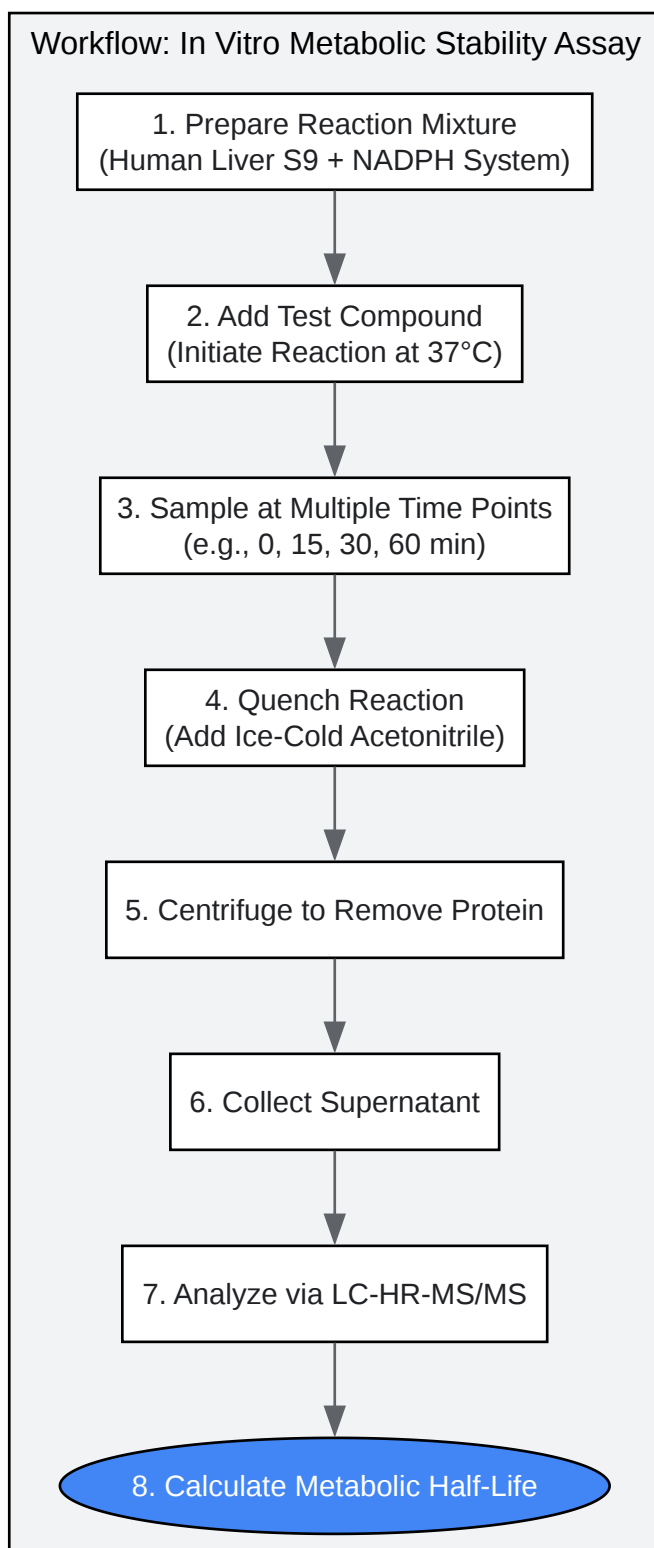 Workflow: In Vitro Metabolic Stability Assay
1. Prepare Reaction Mixture
(Human Liver S9 + NADPH System)
2. Add Test Compound
(Initiate Reaction at 37°C)
3. Sample at Multiple Time Points
(e.g., 0, 15, 30, 60 min)
4. Quench Reaction
(Add Ice-Cold Acetonitrile)
5. Centrifuge to Remove Protein
6. Collect Supernatant
7. Analyze via LC-HR-MS/MS
8. Calculate Metabolic Half-Life